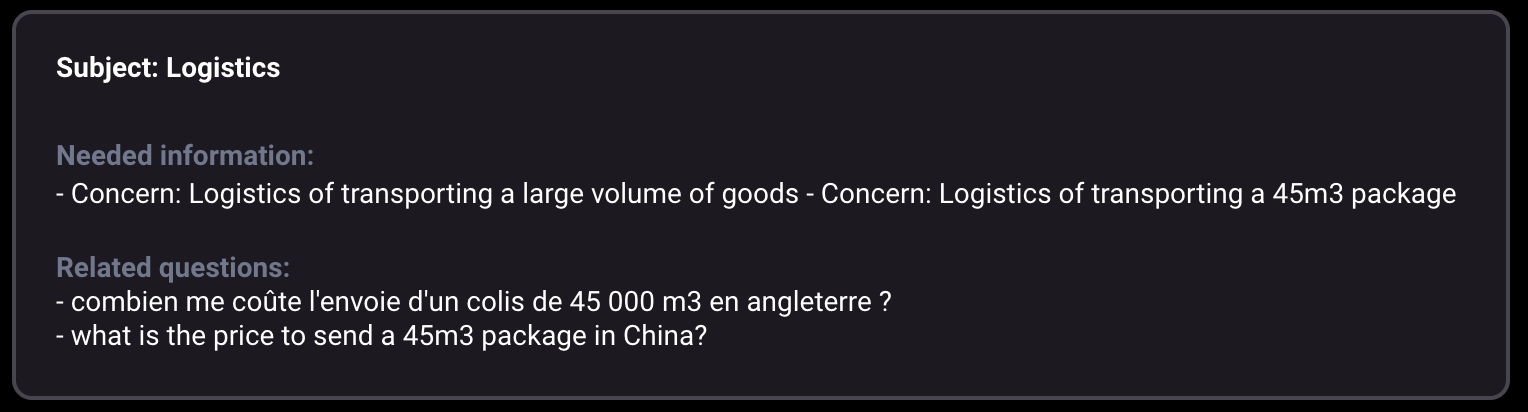 Subject: Logistics
Needed information:
- Concern: Logistics of transporting a large volume of goods - Concern: Logistics of transporting a 45m3 package
Related questions:
- combien me coûte l'envoie d'un colis de 45 000 m3 en angleterre ?
- what is the price to send a 45m3 package in China?